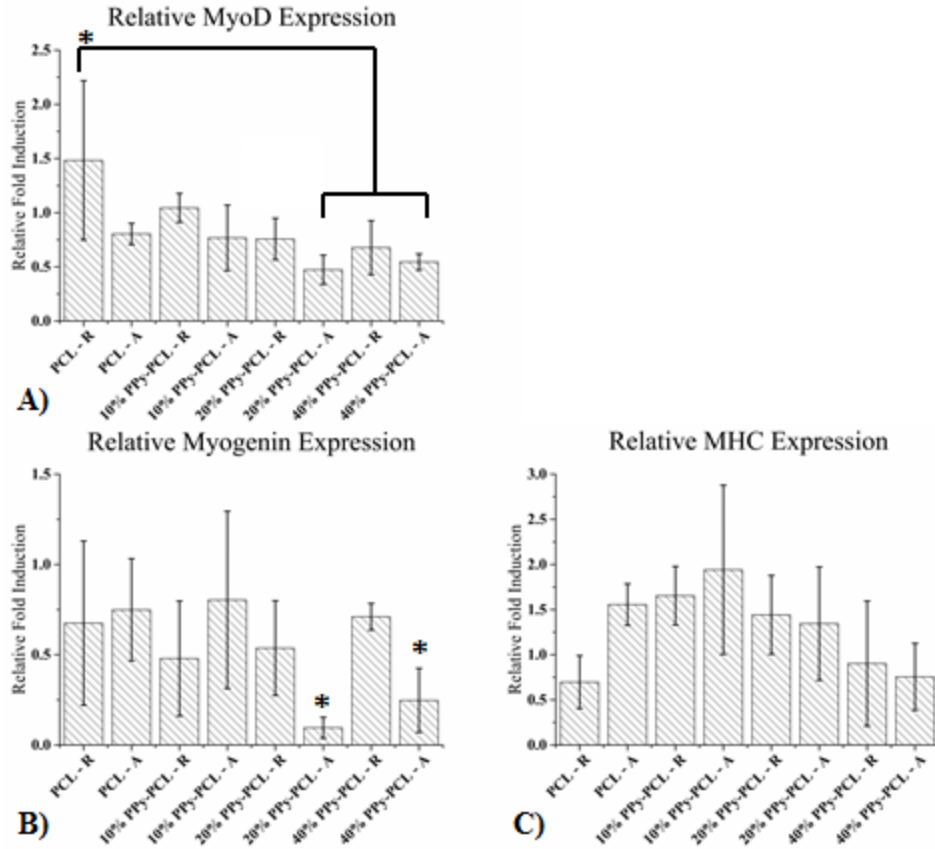 Relative MyoD Expression
*
Relative Fold Induction
2.5
2.0
1.5
1.0
0.5
0.0
PCL - R
PCL - A
10% PPy-PCL - R
10% PPy-PCL - A
20% PPy-PCL - R
20% PPy-PCL - A
40% PPy-PCL - R
40% PPy-PCL - A
A)
Relative Myogenin Expression
Relative Fold Induction
1.5
1.0
0.5
0.0
*
*
PCL - R
PCL - A
10% PPy-PCL - R
10% PPy-PCL - A
20% PPy-PCL - R
20% PPy-PCL - A
40% PPy-PCL - R
40% PPy-PCL - A
B)
Relative MHC Expression
Relative Fold Induction
3.0
2.5
2.0
1.5
1.0
0.5
0.0
PCL - R
PCL - A
10% PPy-PCL - R
10% PPy-PCL - A
20% PPy-PCL - R
20% PPy-PCL - A
40% PPy-PCL - R
40% PPy-PCL - A
C)